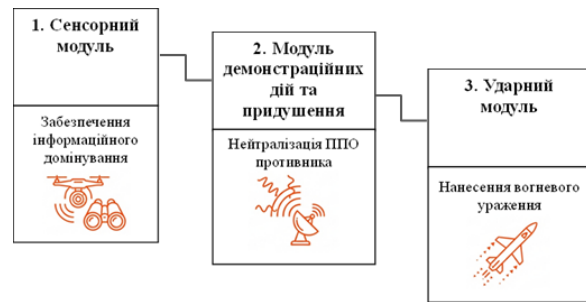 1. Сенсорний
модуль
Забезпечення
інформаційного
домінування
2. Модуль
демонстраційних
дій та
придушення
Нейтралізація ППО
противника
3. Ударний
модуль
Нанесення вогневого
ураження